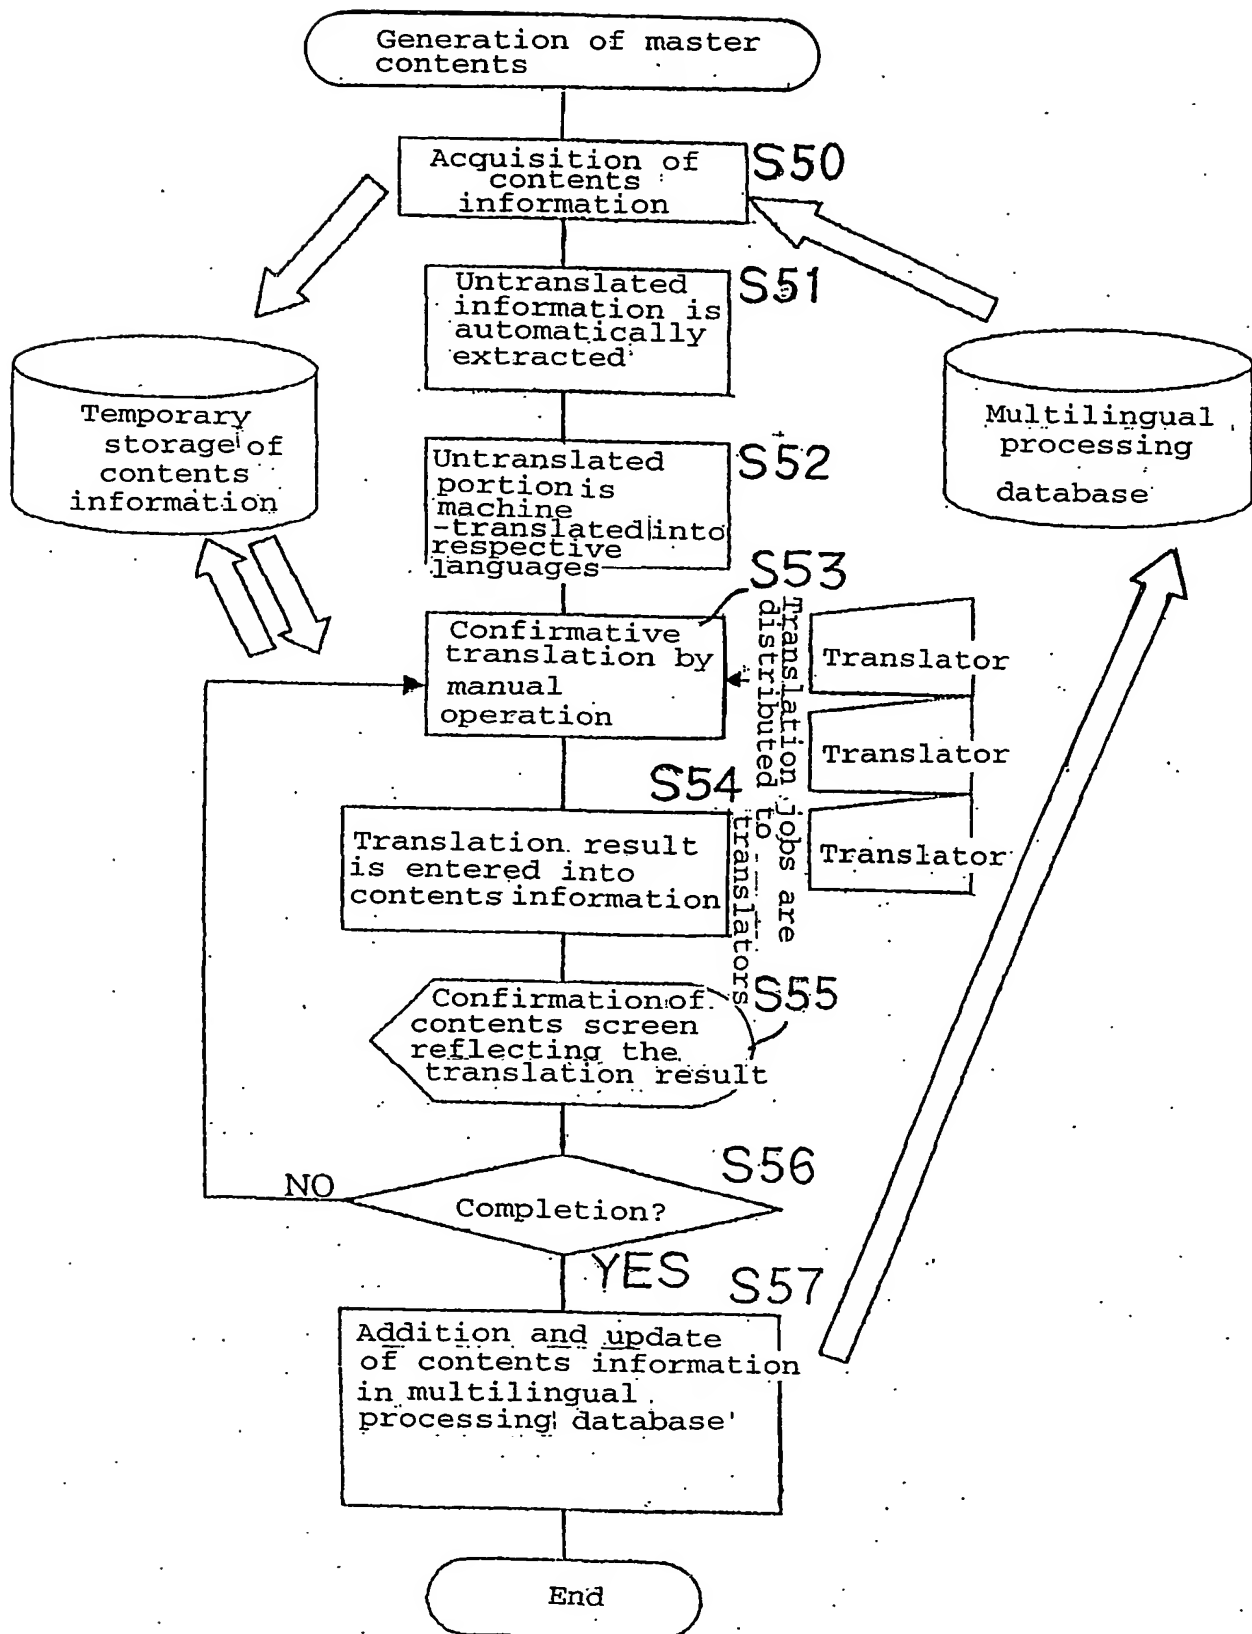 Generation of master
contents
Acquisition of
contents
information
S50
Untranslated
information is
automatically
extracted
S51
Temporary
storage of
contents
information
Multilingual
processing
database
Untranslated
portion is
machine
-translated into
respective
languages
S52
S53
Confirmative
translation by
manual
operation
Translation jobs are
distributed to
translators
Translator
Translator
Translator
S54
Translation result
is entered into
contents information
S55
Confirmation of
contents screen
reflecting the
translation result
S56
NO
Completion?
YES
S57
Addition and update
of contents information
in multilingual
processing database
End